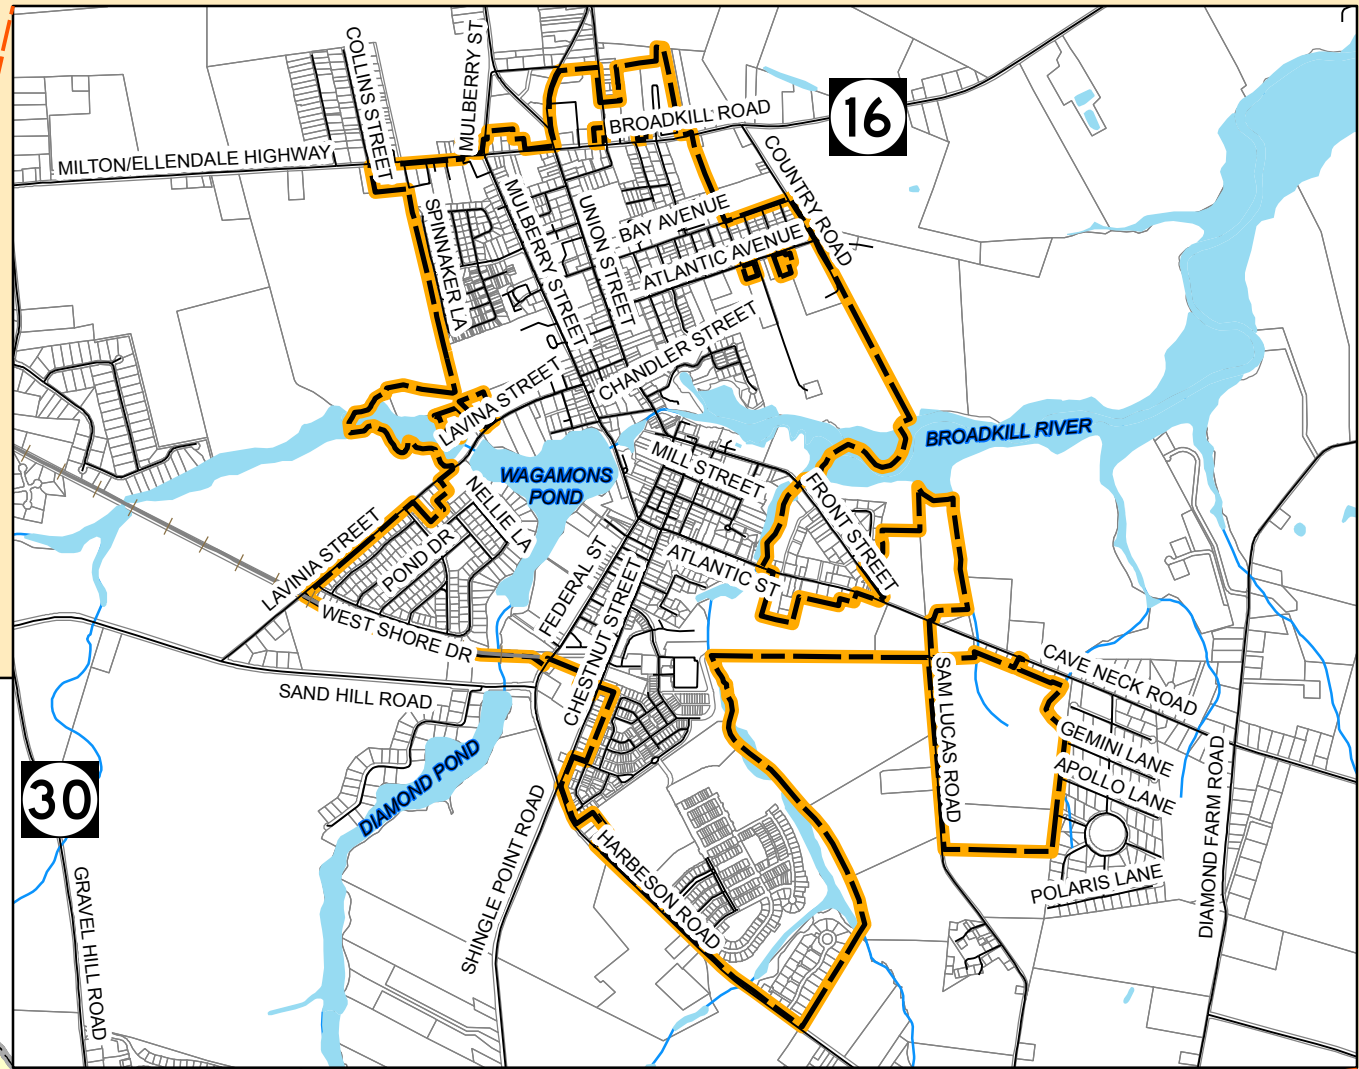 COLLINS STREET
MULBERRY ST
BROADKILL ROAD
16
MILTON/ELLENDALE HIGHWAY
COUNTRY ROAD
SPINNAKER LA
MULBERRY STREET
UNION STREET
BAY AVENUE
ATLANTIC AVENUE
CHANDLER STREET
LAVINA STREET
BROADKILL RIVER
MILL STREET
WAGAMONS
POND
FRONT STREET
NELLIE LA
LAVINIA STREET
POND DR
FEDERAL ST
ATLANTIC ST
WEST SHORE DR
CHESTNUT STREET
SAND HILL ROAD
CAVE NECK ROAD
SAM LUCAS ROAD
GEMINI LANE
APOLLO LANE
DIAMOND FARM ROAD
DIAMOND POND
30
SHINGLE POINT ROAD
HARBESON ROAD
POLARIS LANE
GRAVEL HILL ROAD